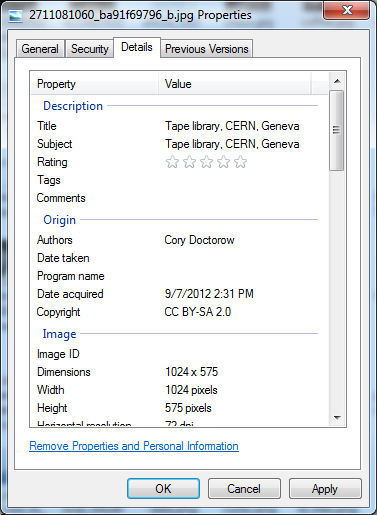 2711081060_ba91f69796_b.jpg Properties
General Security Details Previous Versions
Property Value
Description
Title Tape library, CERN, Geneva
Subject Tape library, CERN, Geneva
Rating
Tags
Comments
Origin
Authors Cory Doctorow
Date taken
Program name
Date acquired 9/7/2012 2:31 PM
Copyright CC BY-SA 2.0
Image
Image ID
Dimensions 1024 x 575
Width 1024 pixels
Height 575 pixels
Horizontal resolution 72 dpi
Remove Properties and Personal Information
OK Cancel Apply